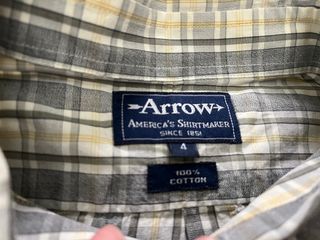 Arrow
AMERICA'S SHIRTMAKER
SINCE 1851
4
100%
COTTON